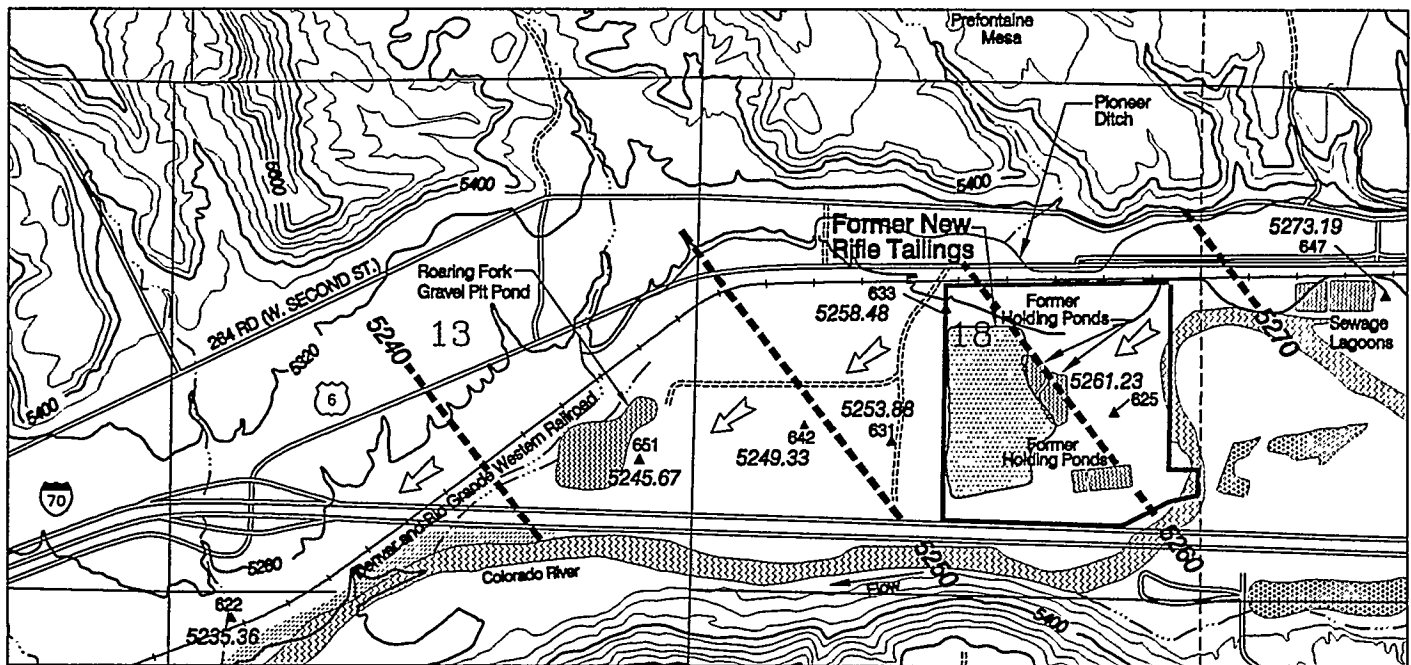 Prefontaine
Mesa
Pioneer
Ditch
5600
5400
5400
Former New
Rifle Tailings
5273.19
647
Roaring Fork
Gravel Pit Pond
264 RD (W. SECOND ST.)
5240
13
633
5258.48
Former
Holding Ponds
18
5270
Sewage
Lagoons
5320
6
5400
5261.23
625
5253.88
631
642
5249.33
651
5245.67
Former
Holding Ponds
70
Denver and Rio Grande Western Railroad
5280
Colorado River
5250
5260
Flow
622
5235.36
5400